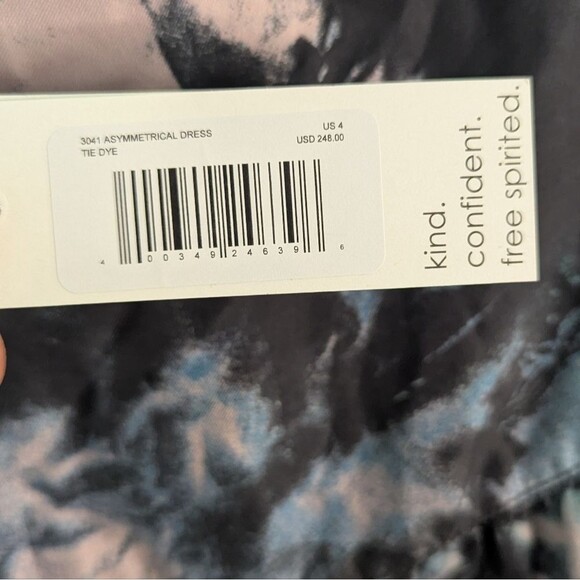 3041 ASYMMETRICAL DRESS
TIE DYE
US 4
USD 248.00
4 00349 24639 6
kind.
confident.
free spirited.